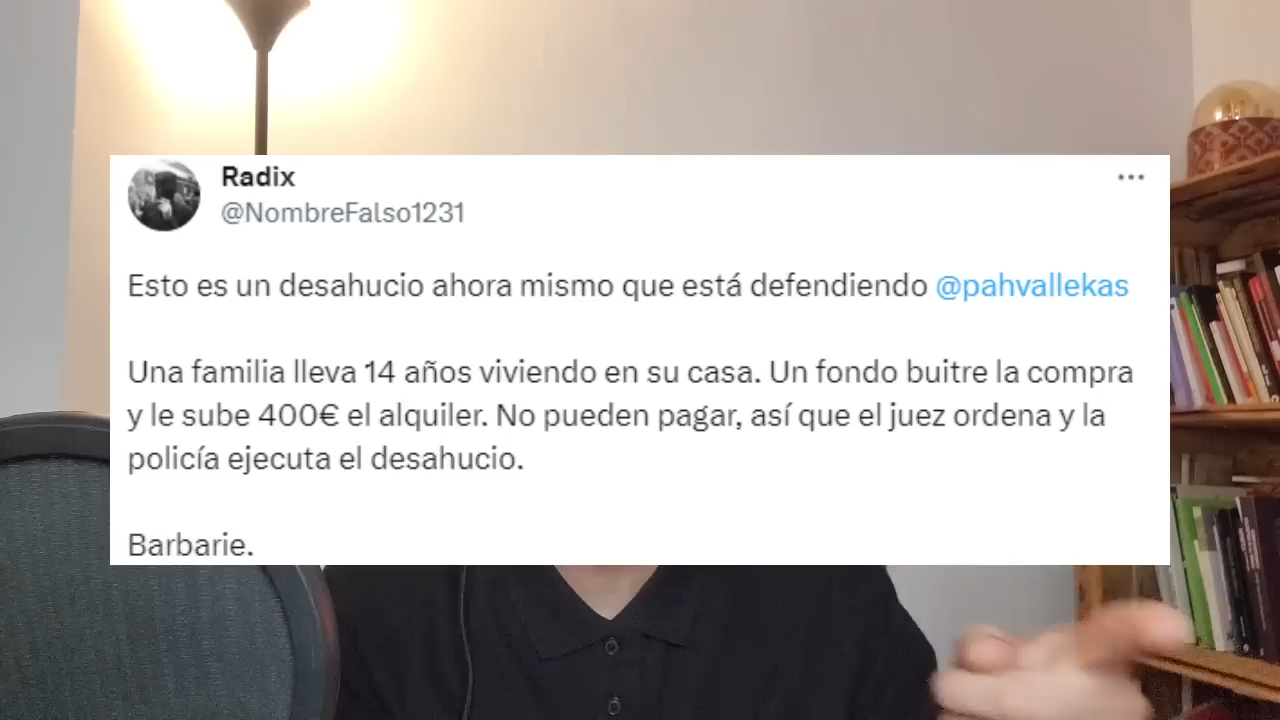 Radix
@NombreFalso1231
Esto es un desahucio ahora mismo que está defendiendo @pahvallekas
Una familia lleva 14 años viviendo en su casa. Un fondo buitre la compra
y le sube 400€ el alquiler. No pueden pagar, así que el juez ordena y la
policía ejecuta el desahucio.
Barbarie.